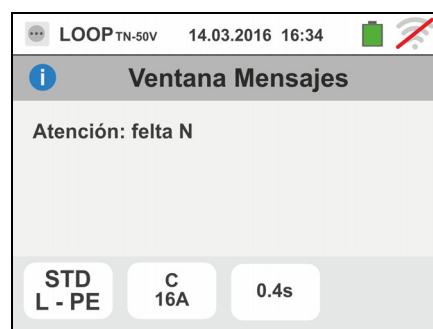 LOOP TN-50V 14.03.2016 16:34
i Ventana Mensajes
Atención: felta N
STD C 0.4s
L - PE 16A